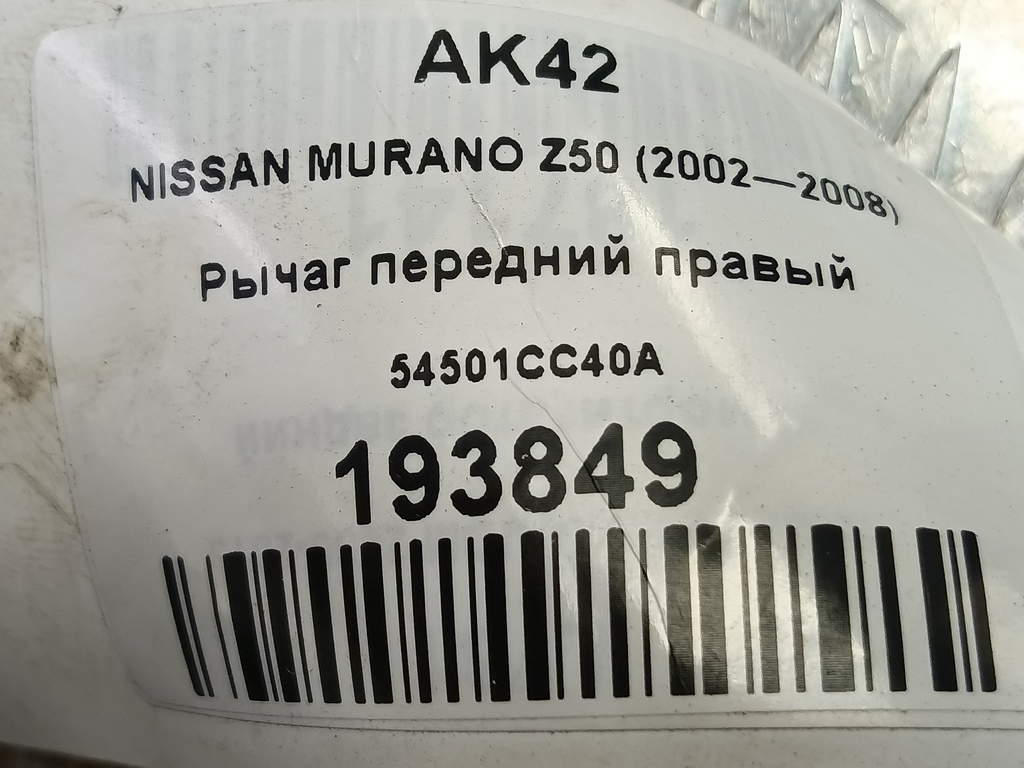 AK42
NISSAN MURANO Z50 (2002—2008)
Рычаг передний правый
54501CC40A
193849